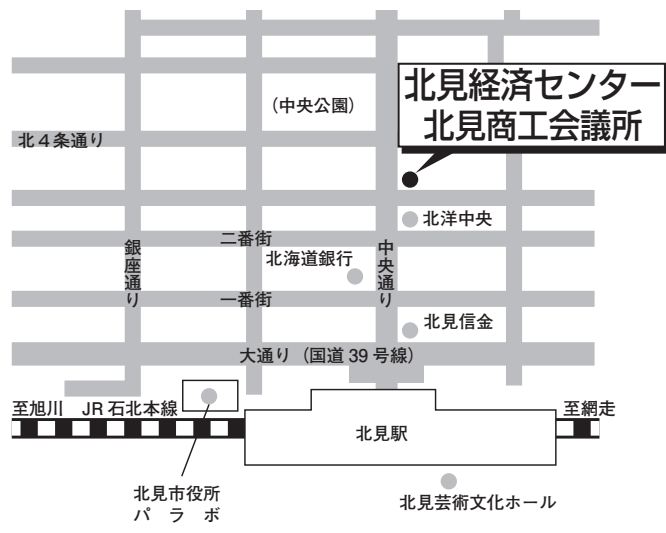 北見経済センター
北見商工会議所
（中央公園）
北４条通り
北洋中央
二番街
銀座通り
中央通り
北海道銀行
一番街
北見信金
大通り（国道39号線）
至旭川　JR石北本線
至網走
北見駅
北見市役所
パラボ
北見芸術文化ホール